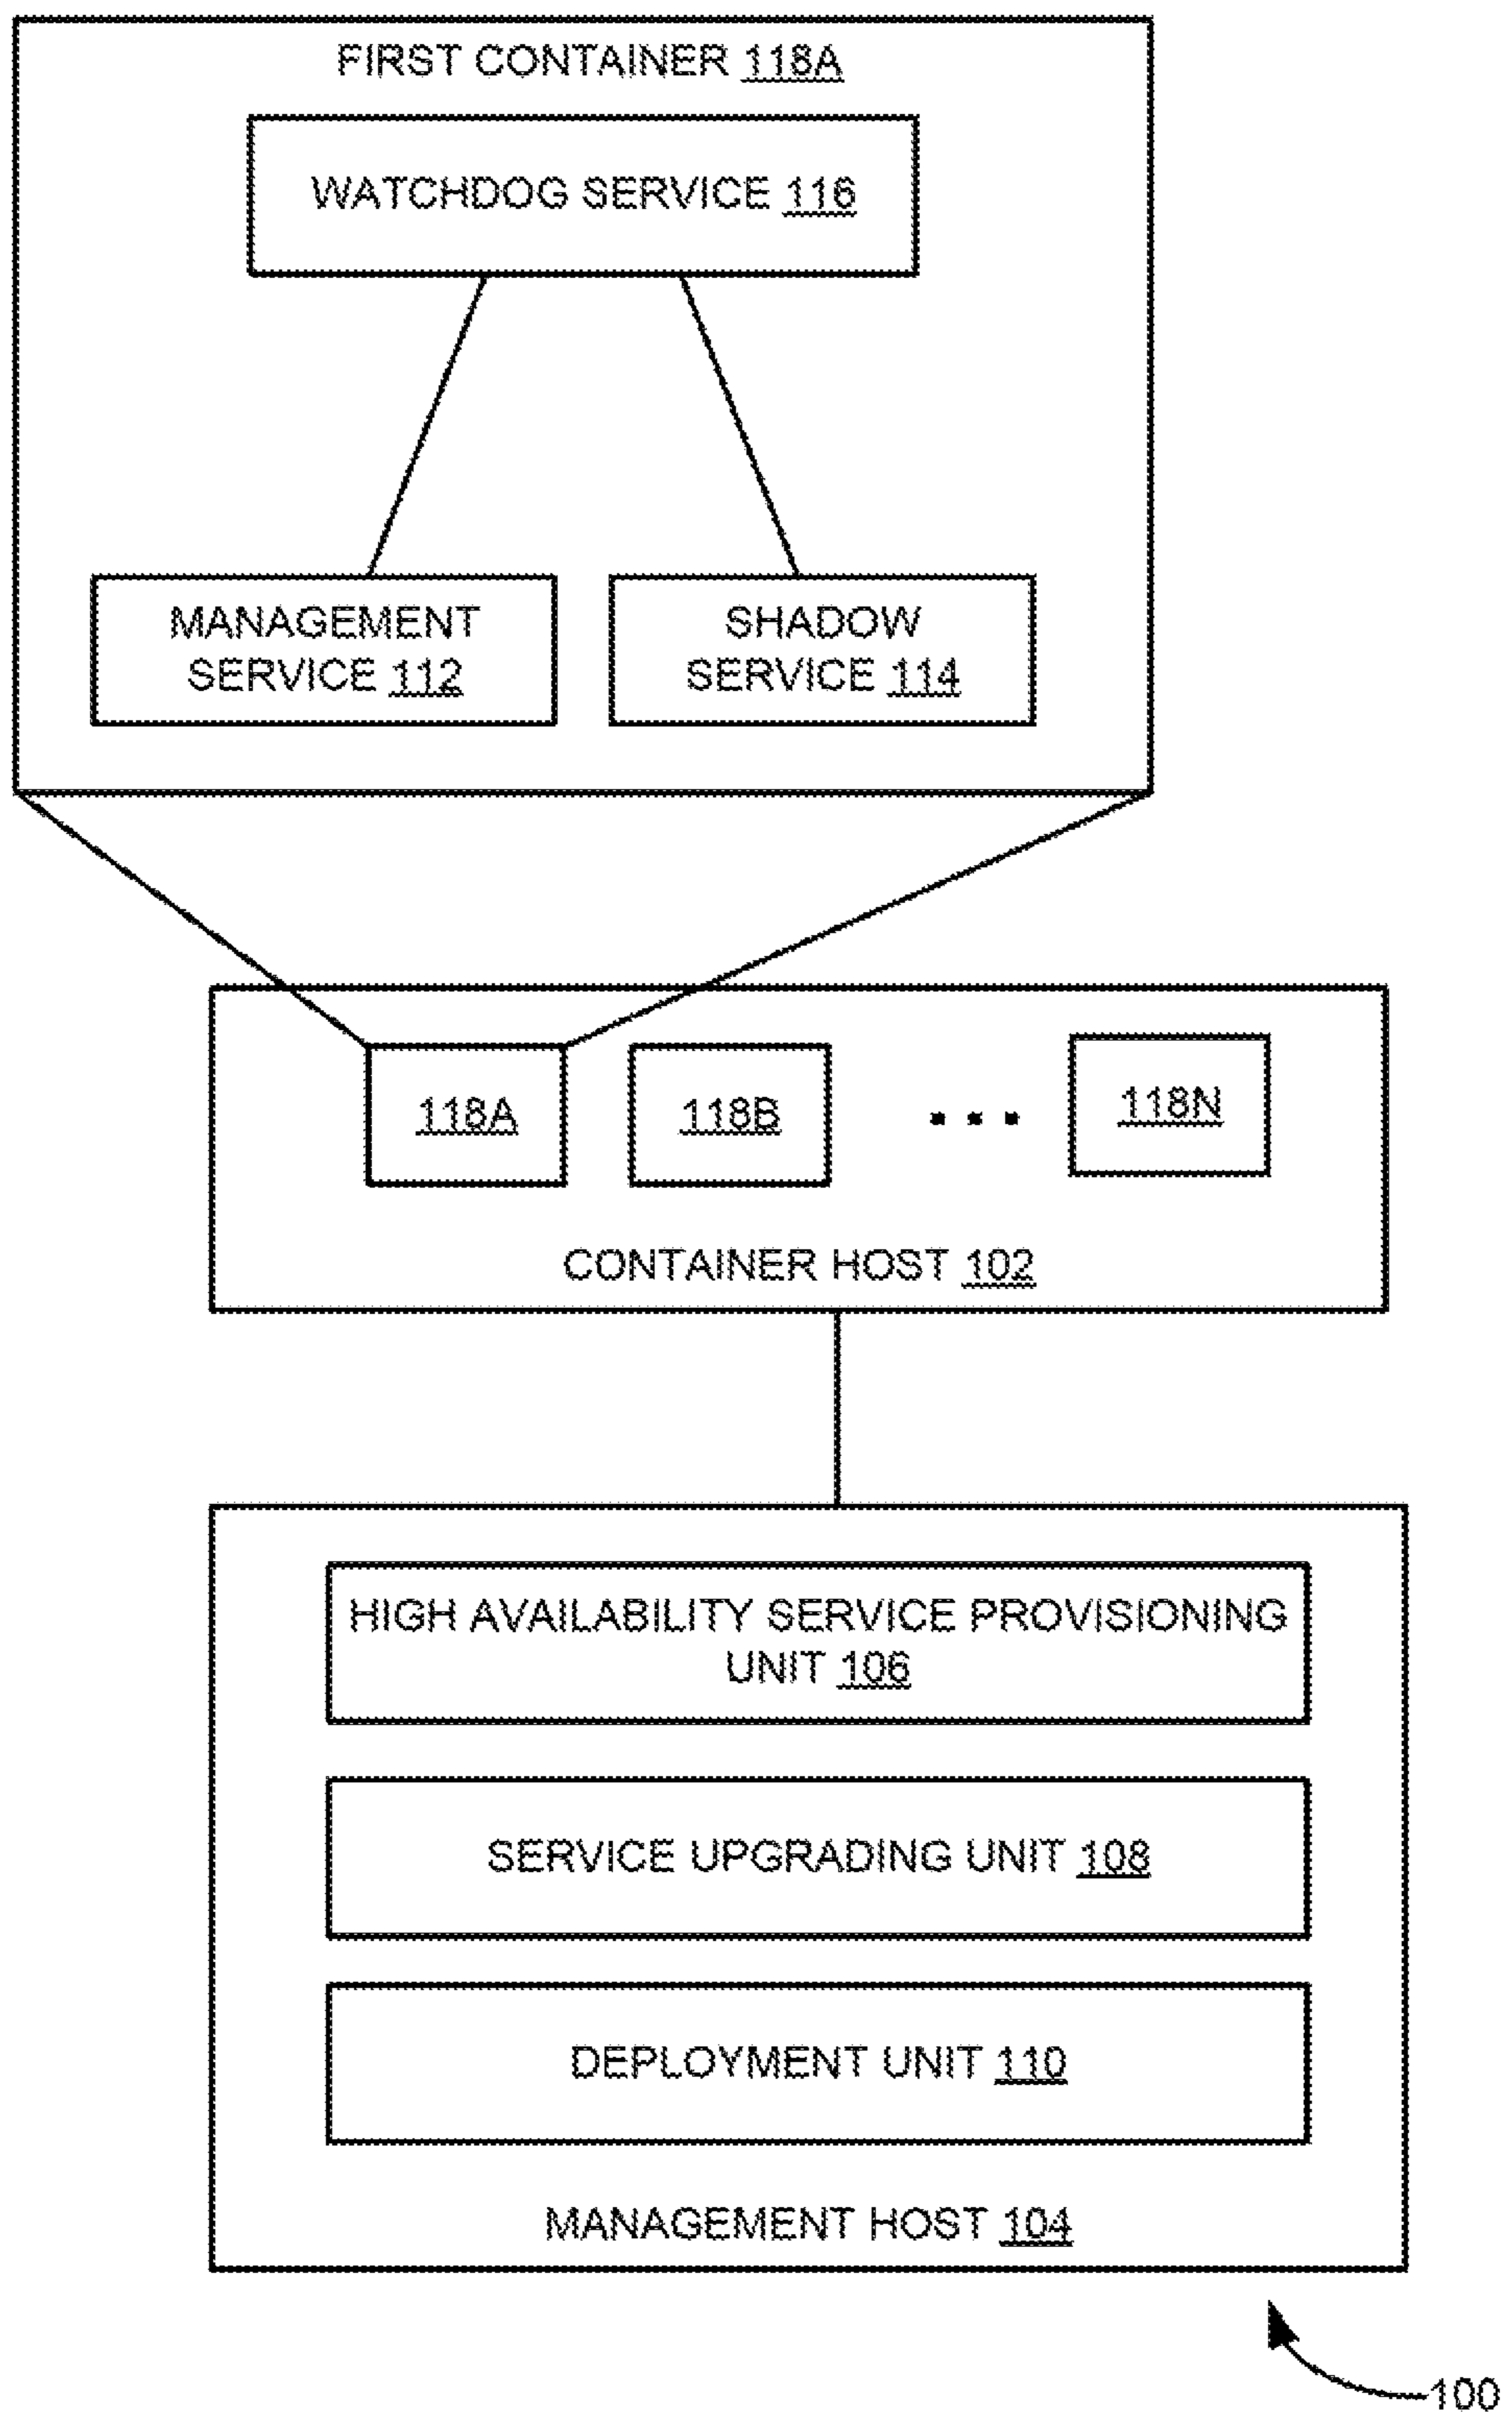 FIRST CONTAINER 118A
WATCHDOG SERVICE 116
MANAGEMENT
SERVICE 112
SHADOW
SERVICE 114
118A
118B
118N
CONTAINER HOST 102
HIGH AVAILABILITY SERVICE PROVISIONING
UNIT 106
SERVICE UPGRADING UNIT 108
DEPLOYMENT UNIT 110
MANAGEMENT HOST 104
100